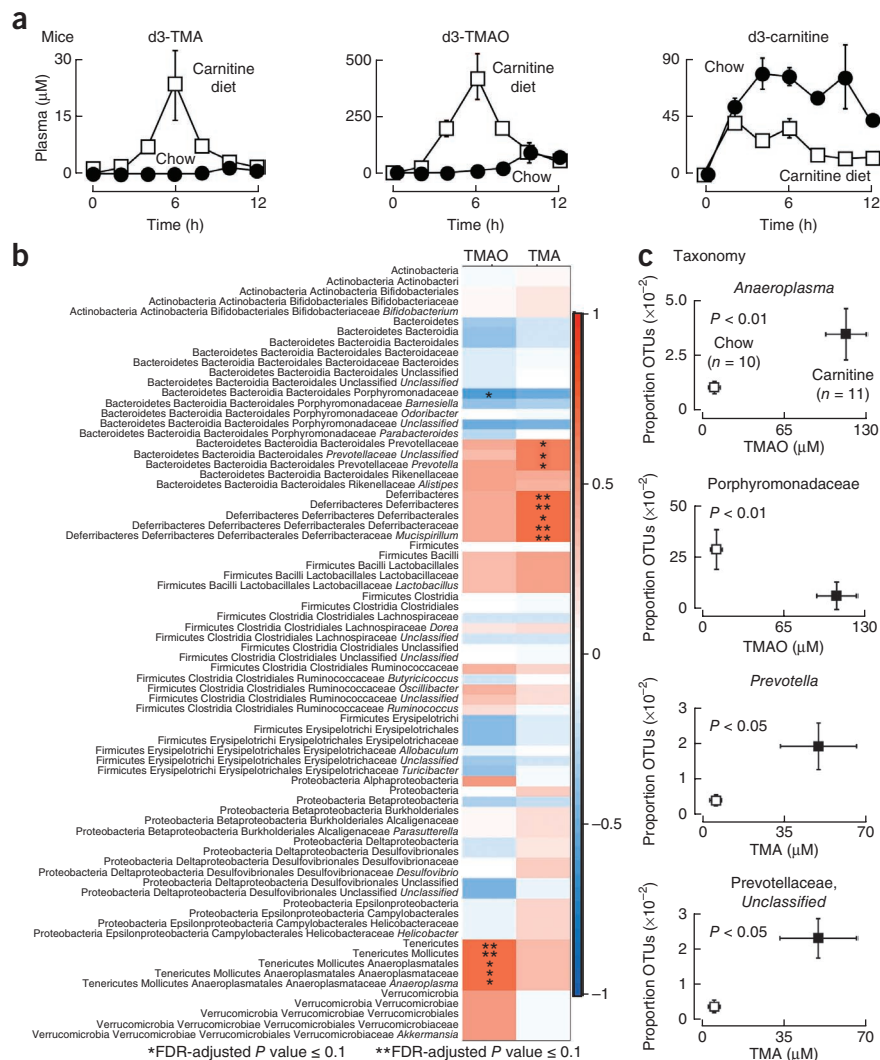 a
Mice
d3-TMA
d3-TMAO
d3-carnitine
Plasma (μM)
30
15
0
Carnitine
diet
Chow
0
6
12
Time (h)
500
250
0
Carnitine
diet
Chow
0
6
12
Time (h)
90
45
0
Chow
Carnitine diet
0
6
12
Time (h)
b
TMAO
TMA
Actinobacteria
Actinobacteria Actinobacteri
Actinobacteria Actinobacteria Bifidobacteriales
Actinobacteria Actinobacteria Bifidobacteriales Bifidobacteriaceae
Actinobacteria Actinobacteria Bifidobacteriales Bifidobacteriaceae Bifidobacterium
Bacteroidetes
Bacteroidetes Bacteroidia
Bacteroidetes Bacteroidia Bacteroidales
Bacteroidetes Bacteroidia Bacteroidales Bacteroidaceae
Bacteroidetes Bacteroidia Bacteroidales Bacteroidaceae Bacteroides
Bacteroidetes Bacteroidia Bacteroidales Unclassified
Bacteroidetes Bacteroidia Bacteroidales Unclassified Unclassified
Bacteroidetes Bacteroidia Bacteroidales Porphyromonadaceae *
Bacteroidetes Bacteroidia Bacteroidales Porphyromonadaceae Barnesiella
Bacteroidetes Bacteroidia Bacteroidales Porphyromonadaceae Odoribacter
Bacteroidetes Bacteroidia Bacteroidales Porphyromonadaceae Unclassified
Bacteroidetes Bacteroidia Bacteroidales Porphyromonadaceae Parabacteroides
Bacteroidetes Bacteroidia Bacteroidales Prevotellaceae *
Bacteroidetes Bacteroidia Bacteroidales Prevotellaceae Unclassified *
Bacteroidetes Bacteroidia Bacteroidales Prevotellaceae Prevotella *
Bacteroidetes Bacteroidia Bacteroidales Rikenellaceae
Bacteroidetes Bacteroidia Bacteroidales Rikenellaceae Alistipes
Deferribacteres **
Deferribacteres Deferribacteres **
Deferribacteres Deferribacteres Deferribacterales *
Deferribacteres Deferribacteres Deferribacterales Deferribacteraceae **
Deferribacteres Deferribacteres Deferribacterales Deferribacteraceae Mucispirillum **
Firmicutes
Firmicutes Bacilli
Firmicutes Bacilli Lactobacillales
Firmicutes Bacilli Lactobacillales Lactobacillaceae
Firmicutes Bacilli Lactobacillales Lactobacillaceae Lactobacillus
Firmicutes Clostridia
Firmicutes Clostridia Clostridiales
Firmicutes Clostridia Clostridiales Lachnospiraceae
Firmicutes Clostridia Clostridiales Lachnospiraceae Dorea
Firmicutes Clostridia Clostridiales Lachnospiraceae Unclassified
Firmicutes Clostridia Clostridiales Unclassified
Firmicutes Clostridia Clostridiales Unclassified Unclassified
Firmicutes Clostridia Clostridiales Ruminococcaceae
Firmicutes Clostridia Clostridiales Ruminococcaceae Butyricicoccus
Firmicutes Clostridia Clostridiales Ruminococcaceae Oscillibacter
Firmicutes Clostridia Clostridiales Ruminococcaceae Unclassified
Firmicutes Clostridia Clostridiales Ruminococcaceae Ruminococcus
Firmicutes Erysipelotrichi
Firmicutes Erysipelotrichi Erysipelotrichales
Firmicutes Erysipelotrichi Erysipelotrichales Erysipelotrichaceae
Firmicutes Erysipelotrichi Erysipelotrichales Erysipelotrichaceae Allobaculum
Firmicutes Erysipelotrichi Erysipelotrichales Erysipelotrichaceae Unclassified
Firmicutes Erysipelotrichi Erysipelotrichales Erysipelotrichaceae Turicibacter
Proteobacteria Alphaproteobacteria
Proteobacteria
Proteobacteria Betaproteobacteria
Proteobacteria Betaproteobacteria Burkholderiales
Proteobacteria Betaproteobacteria Burkholderiales Alcaligenaceae
Proteobacteria Betaproteobacteria Burkholderiales Alcaligenaceae Parasutterella
Proteobacteria Deltaproteobacteria
Proteobacteria Deltaproteobacteria Desulfovibrionales
Proteobacteria Deltaproteobacteria Desulfovibrionales Desulfovibrionaceae
Proteobacteria Deltaproteobacteria Desulfovibrionales Desulfovibrionaceae Desulfovibrio
Proteobacteria Deltaproteobacteria Desulfovibrionales Unclassified
Proteobacteria Deltaproteobacteria Desulfovibrionales Unclassified Unclassified
Proteobacteria Epsilonproteobacteria
Proteobacteria Epsilonproteobacteria Campylobacterales
Proteobacteria Epsilonproteobacteria Campylobacterales Helicobacteraceae
Proteobacteria Epsilonproteobacteria Campylobacterales Helicobacteraceae Helicobacter
Tenericutes **
Tenericutes Mollicutes **
Tenericutes Mollicutes Anaeroplasmatales *
Tenericutes Mollicutes Anaeroplasmatales Anaeroplasmataceae *
Tenericutes Mollicutes Anaeroplasmatales Anaeroplasmataceae Anaeroplasma *
Verrucomicrobia
Verrucomicrobia Verrucomicrobiae
Verrucomicrobia Verrucomicrobiae Verrucomicrobiales
Verrucomicrobia Verrucomicrobiae Verrucomicrobiales Verrucomicrobiaceae
Verrucomicrobia Verrucomicrobiae Verrucomicrobiales Verrucomicrobiaceae Akkermansia
*FDR-adjusted P value ≤ 0.1 **FDR-adjusted P value ≤ 0.1
1
0.5
0
–0.5
–1
c
Taxonomy
Anaeroplasma
Proportion OTUs (×10–2)
5.0
2.5
0
P < 0.01
Chow
(n = 10)
Carnitine
(n = 11)
0
65
130
TMAO (μM)
Porphyromonadaceae
Proportion OTUs (×10–2)
50
25
0
P < 0.01
0
65
130
TMAO (μM)
Prevotella
Proportion OTUs (×10–2)
3
2
1
0
P < 0.05
0
35
70
TMA (μM)
Prevotellaceae,
Unclassified
Proportion OTUs (×10–2)
3
2
1
0
P < 0.05
0
35
70
TMA (μM)